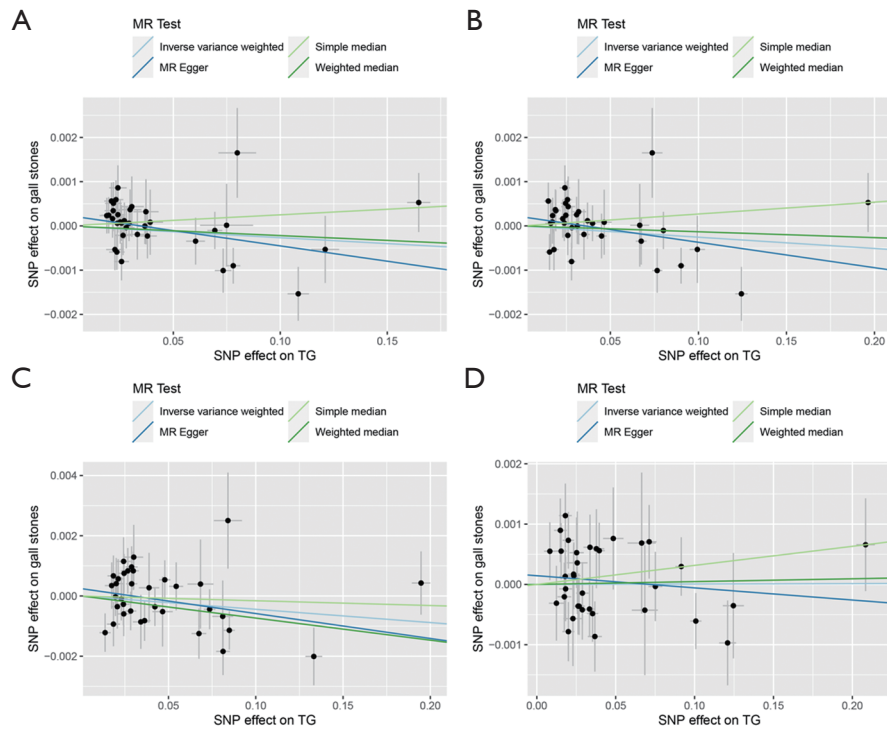 A
MR Test
Inverse variance weighted Simple median
MR Egger Weighted median
0.002
0.001
0.000
−0.001
−0.002
SNP effect on gall stones
0.05 0.10 0.15
SNP effect on TG
B
MR Test
Inverse variance weighted Simple median
MR Egger Weighted median
0.002
0.001
0.000
−0.001
−0.002
SNP effect on gall stones
0.05 0.10 0.15 0.20
SNP effect on TG
C
MR Test
Inverse variance weighted Simple median
MR Egger Weighted median
0.004
0.002
0.000
−0.002
SNP effect on gall stones
0.05 0.10 0.15 0.20
SNP effect on TG
D
MR Test
Inverse variance weighted Simple median
MR Egger Weighted median
0.002
0.001
0.000
−0.001
−0.002
SNP effect on gall stones
0.00 0.05 0.10 0.15 0.20
SNP effect on TG